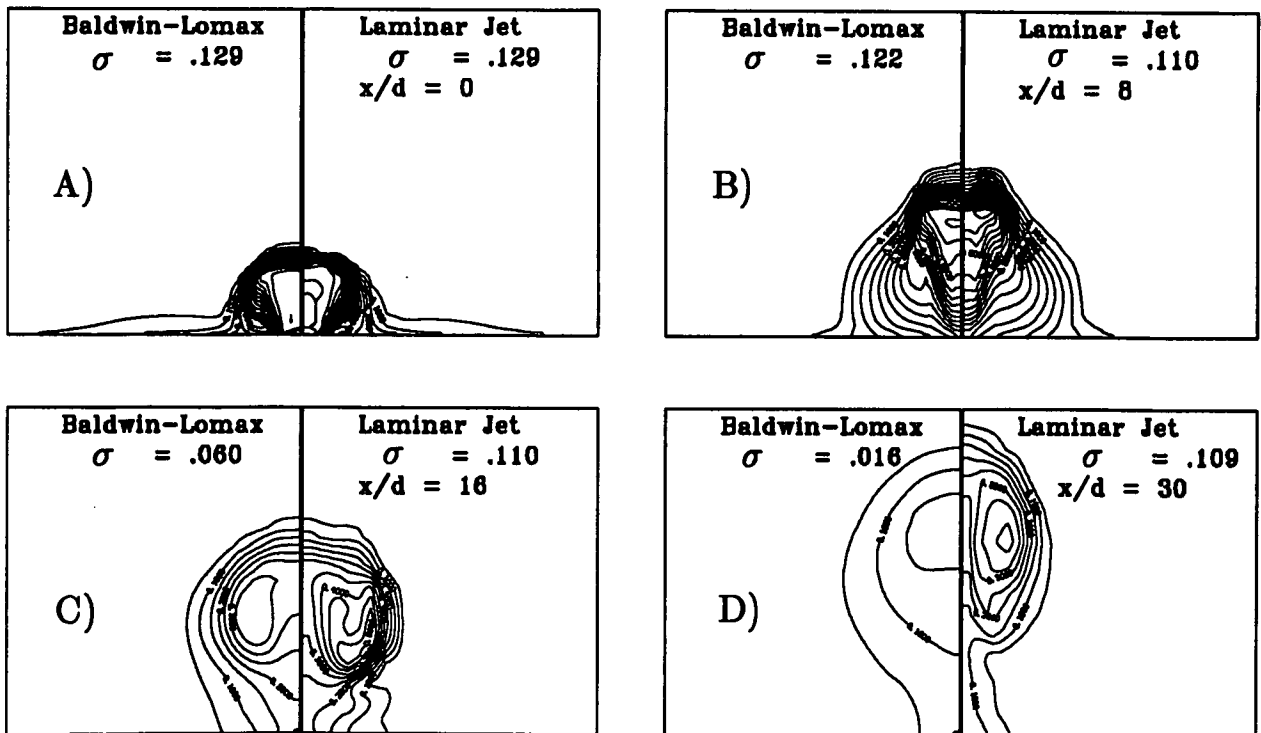 Baldwin-Lomax
σ = .129
Laminar Jet
σ = .129
x/d = 0
A)
Baldwin-Lomax
σ = .122
Laminar Jet
σ = .110
x/d = 8
B)
Baldwin-Lomax
σ = .060
Laminar Jet
σ = .110
x/d = 16
C)
Baldwin-Lomax
σ = .016
Laminar Jet
σ = .109
x/d = 30
D)